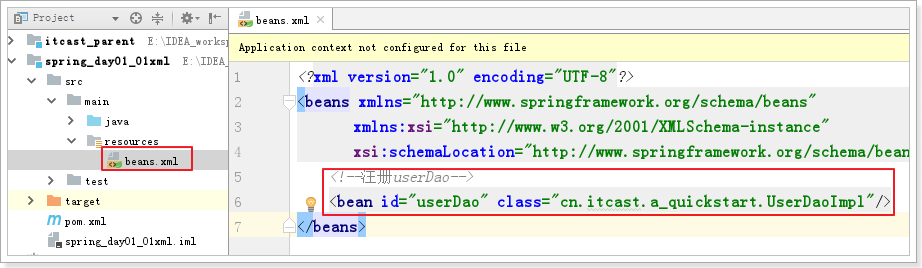 Project
beans.xml
itcast_parent E:\IDEA_worksp
spring_day01_01xml E:\IDEA_
src
main
java
resources
beans.xml
test
target
pom.xml
spring_day01_01xml.iml
Application context not configured for this file
1 <?xml version="1.0" encoding="UTF-8"?>
2 <beans xmlns="http://www.springframework.org/schema/beans"
3 xmlns:xsi="http://www.w3.org/2001/XMLSchema-instance"
4 xsi:schemaLocation="http://www.springframework.org/schema/bean
5 <!--注册userDao-->
6 <bean id="userDao" class="cn.itcast.a_quickstart.UserDaoImpl"/>
7 </beans>